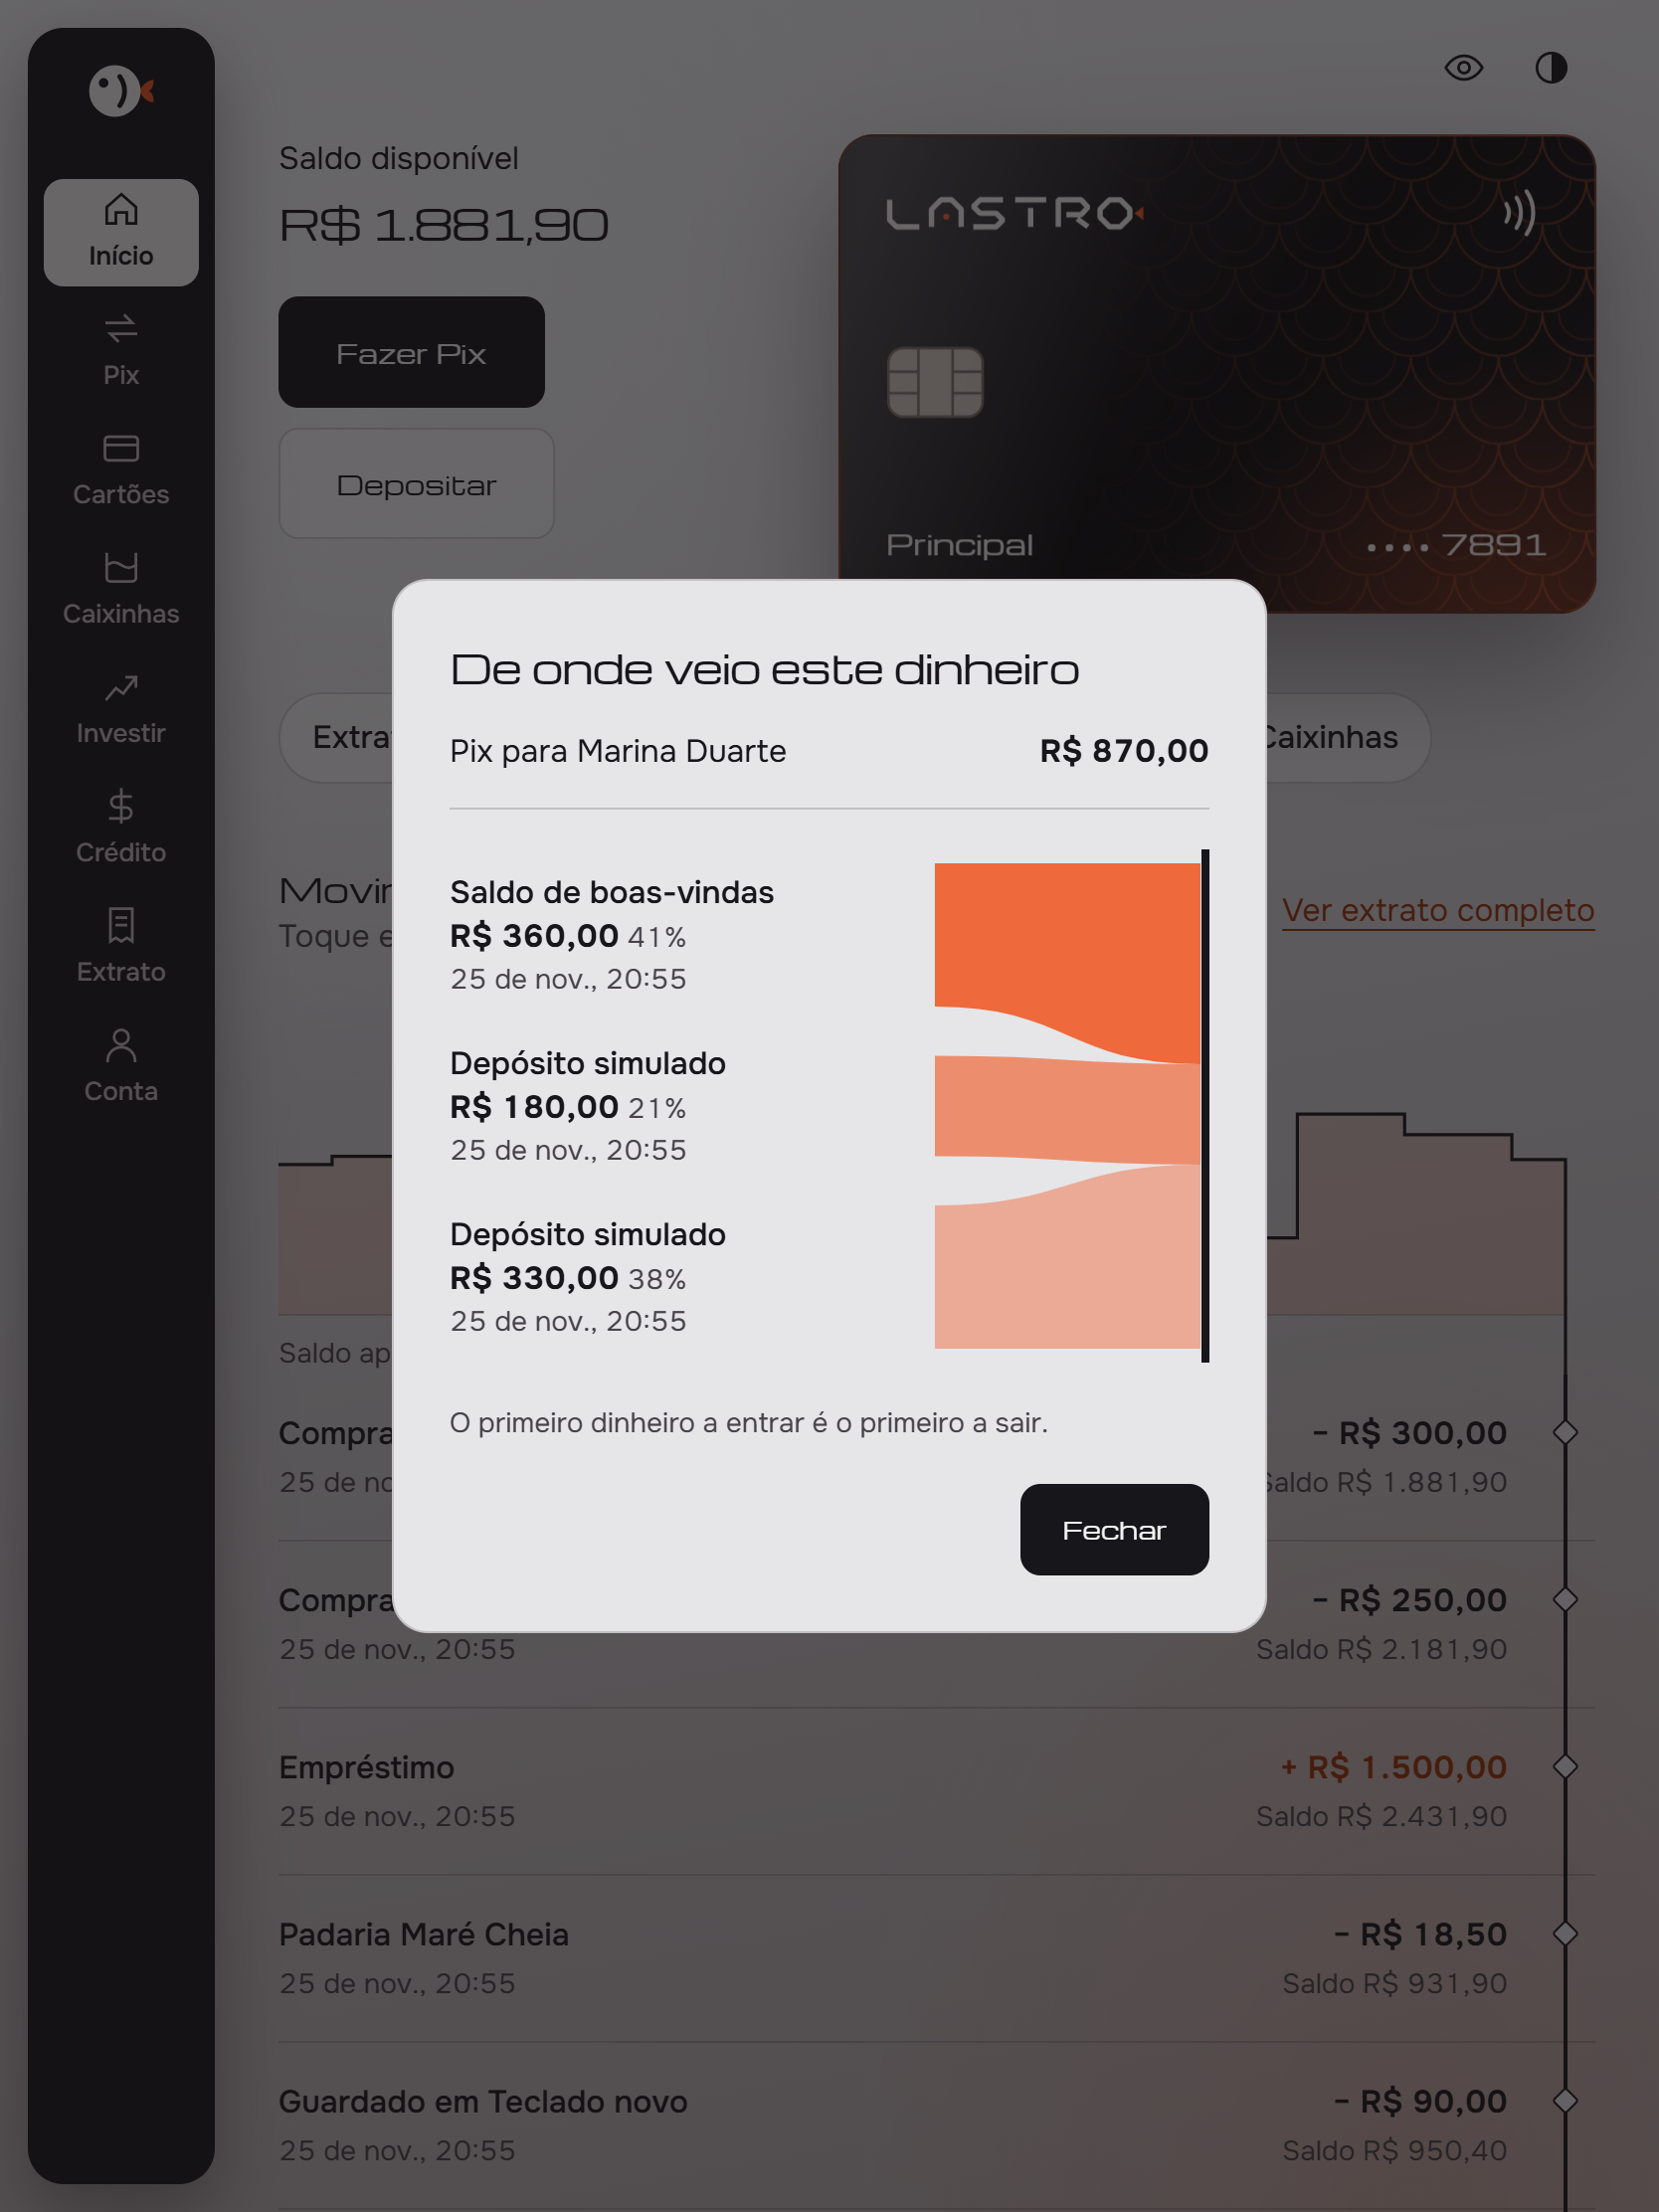 Início
Pix
Cartões
Caixinhas
Investir
Crédito
Extrato
Conta
Saldo disponível
R$ 1.881,90
Fazer Pix
Depositar
LASTRO
Principal
•••• 7891
Caixinhas
Ver extrato completo
De onde veio este dinheiro
Pix para Marina Duarte R$ 870,00
Saldo de boas-vindas
R$ 360,00 41%
25 de nov., 20:55
Depósito simulado
R$ 180,00 21%
25 de nov., 20:55
Depósito simulado
R$ 330,00 38%
25 de nov., 20:55
O primeiro dinheiro a entrar é o primeiro a sair.
Fechar
Toque
Saldo
Compra − R$ 300,00
25 de Saldo R$ 1.881,90
Compra − R$ 250,00
25 de nov., 20:55 Saldo R$ 2.181,90
Empréstimo + R$ 1.500,00
25 de nov., 20:55 Saldo R$ 2.431,90
Padaria Maré Cheia − R$ 18,50
25 de nov., 20:55 Saldo R$ 931,90
Guardado em Teclado novo − R$ 90,00
25 de nov., 20:55 Saldo R$ 950,40